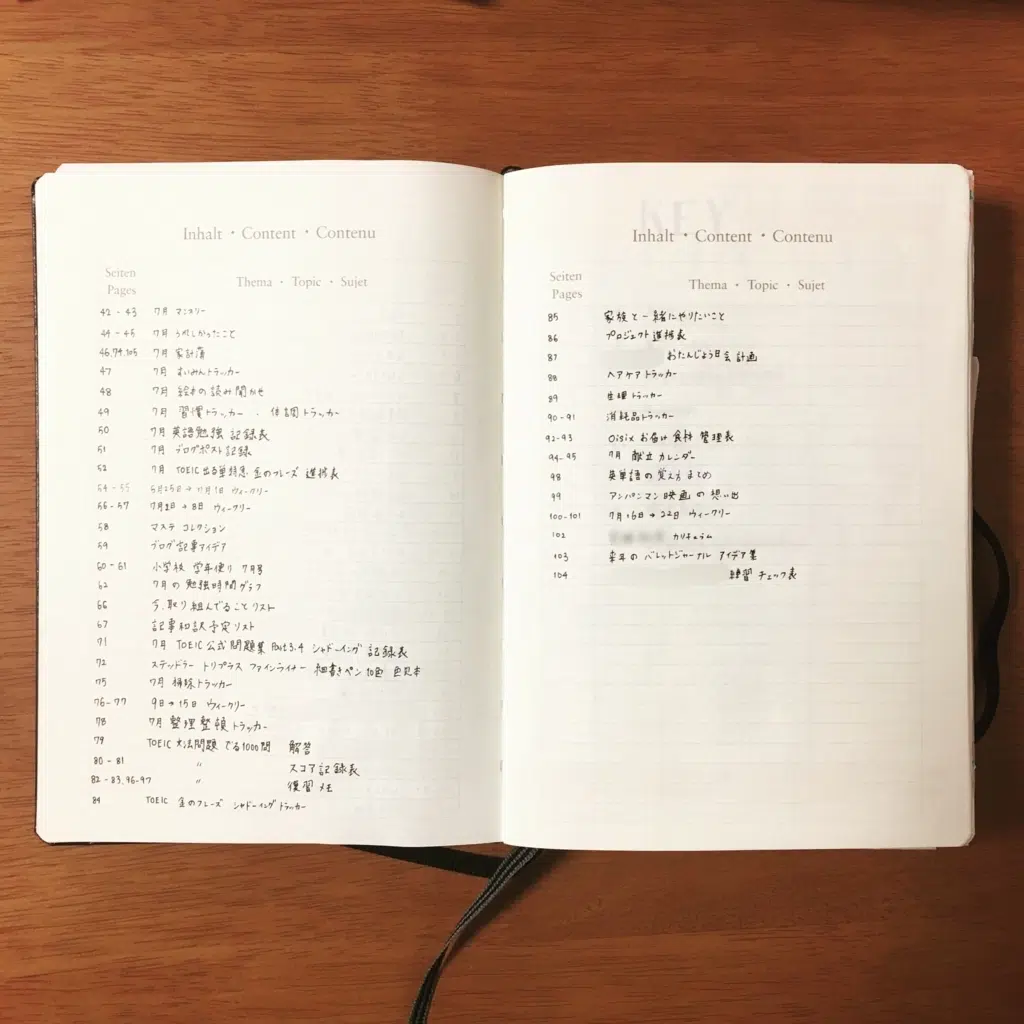 Inhalt · Content · Contenu
Seiten
Pages
Thema · Topic · Sujet
42 - 43 7月 マンスリー
44 - 45 7月 うれしかったこと
46.74.105 7月 家計簿
47 7月 すいみんトラッカー
48 7月 絵本の読み聞かせ
49 7月 習慣トラッカー . 体調トラッカー
50 7月 英語勉強 記録表
51 7月 ブログポスト記録
52 7月 TOEIC 出る単特急 金のフレーズ 進捗表
54 - 55 6月25日→7月1日 ウィークリー
56 - 57 7月2日→8日 ウィークリー
58 マステ コレクション
59 ブログ記事アイデア
60 - 61 小学校 学年便り 7月号
62 7月の勉強時間グラフ
66 今、取り組んでることリスト
67 記事和訳予定リスト
71 7月 TOEIC公式問題集 Part3.4 シャドーイング 記録表
72 ステッドラー トリプラス ファインライナー 細書きペン 10色 色見本
75 7月 掃除トラッカー
76 - 77 9日→15日 ウィークリー
78 7月 整理整頓トラッカー
79 TOEIC文法問題 でる1000問 解答
80 - 81 〃 スコア記録表
82 - 83.96-97 〃 復習メモ
84 TOEIC 金のフレーズ シャドーイングトラッカー
Inhalt · Content · Contenu
Seiten
Pages
Thema · Topic · Sujet
85 家族と一緒にやりたいこと
86 プロジェクト進捗表
87 おたんじょう日会計画
88 ヘアケアトラッカー
89 生理トラッカー
90 - 91 消耗品トラッカー
92 - 93 Oisix お届け食材 管理表
94 - 95 7月 献立カレンダー
98 英単語の覚え方まとめ
99 アンパンマン映画の想い出
100 - 101 7月16日→22日 ウィークリー
102 カリキュラム
103 来年のバレットジャーナル アイデア集
104 練習チェック表